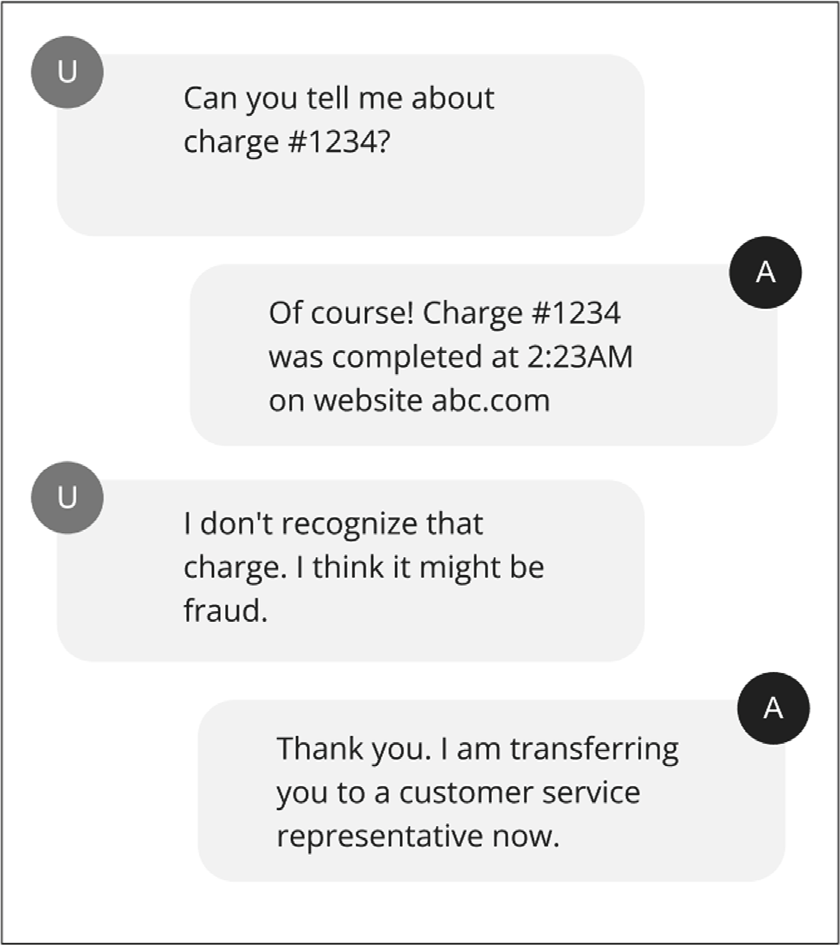 U
Can you tell me about
charge #1234?
A
Of course! Charge #1234
was completed at 2:23AM
on website abc.com
U
I don't recognize that
charge. I think it might be
fraud.
A
Thank you. I am transferring
you to a customer service
representative now.